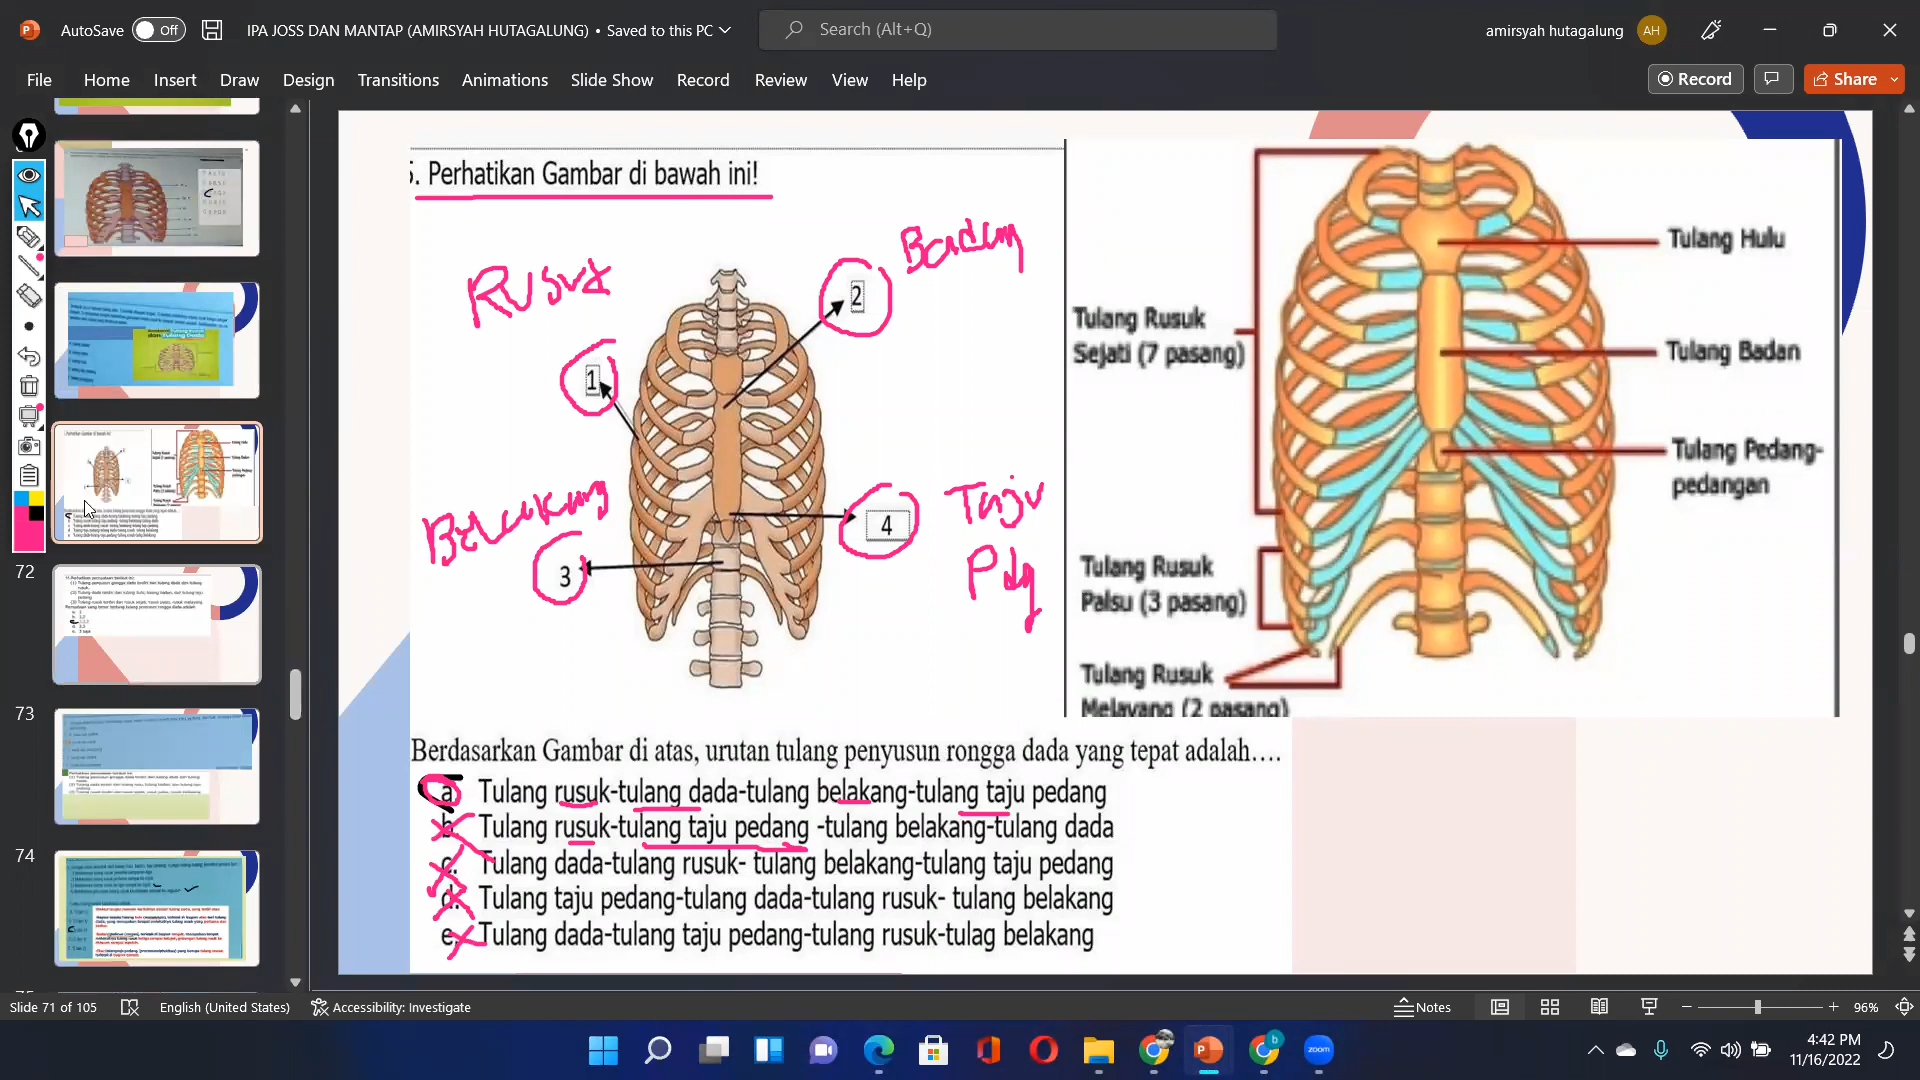 AutoSave Off IPA JOSS DAN MANTAP (AMIRSYAH HUTAGALUNG) • Saved to this PC Search (Alt+Q) amirsyah hutagalung AH
File Home Insert Draw Design Transitions Animations Slide Show Record Review View Help Record Share
5. Perhatikan Gambar di bawah ini!
Rusuk
Badan
1
2
Belakang
3
4
Taju
Pdg
Tulang Hulu
Tulang Rusuk
Sejati (7 pasang)
Tulang Badan
Tulang Pedang-
pedangan
Tulang Rusuk
Palsu (3 pasang)
Tulang Rusuk
Melayang (2 pasang)
Berdasarkan Gambar di atas, urutan tulang penyusun rongga dada yang tepat adalah....
a. Tulang rusuk-tulang dada-tulang belakang-tulang taju pedang
b. Tulang rusuk-tulang taju pedang -tulang belakang-tulang dada
c. Tulang dada-tulang rusuk- tulang belakang-tulang taju pedang
d. Tulang taju pedang-tulang dada-tulang rusuk- tulang belakang
e. Tulang dada-tulang taju pedang-tulang rusuk-tulag belakang
72
73
74
Slide 71 of 105 English (United States) Accessibility: Investigate Notes 96%
zoom
4:42 PM
11/16/2022